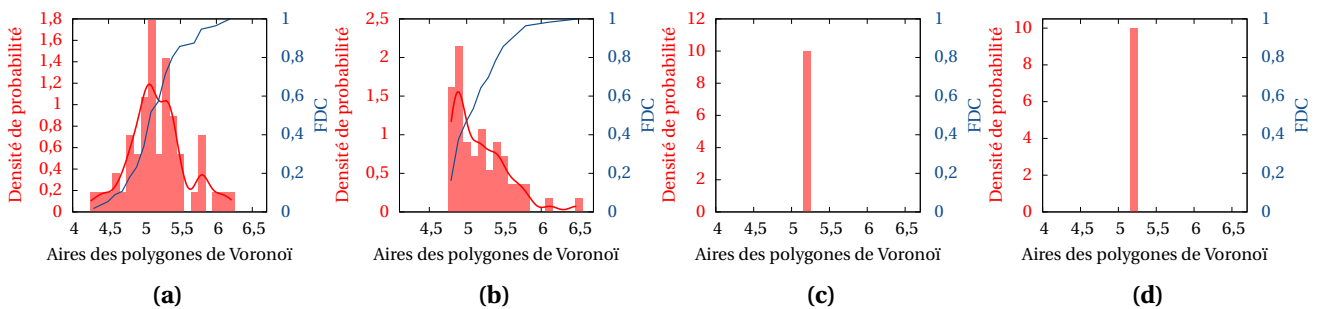 Densité de probabilité
1,8
1,6
1,4
1,2
1
0,8
0,6
0,4
0,2
0
4 4,5 5 5,5 6 6,5
1
0,8
0,6
0,4
0,2
0
FDC
Aires des polygones de Voronoï
(a)
Densité de probabilité
2,5
2
1,5
1
0,5
0
4,5 5 5,5 6 6,5
1
0,8
0,6
0,4
0,2
0
FDC
Aires des polygones de Voronoï
(b)
Densité de probabilité
12
10
8
6
4
2
0
4 4,5 5 5,5 6 6,5
1
0,8
0,6
0,4
0,2
0
FDC
Aires des polygones de Voronoï
(c)
Densité de probabilité
10
8
6
4
2
0
4 4,5 5 5,5 6 6,5
1
0,8
0,6
0,4
0,2
0
FDC
Aires des polygones de Voronoï
(d)